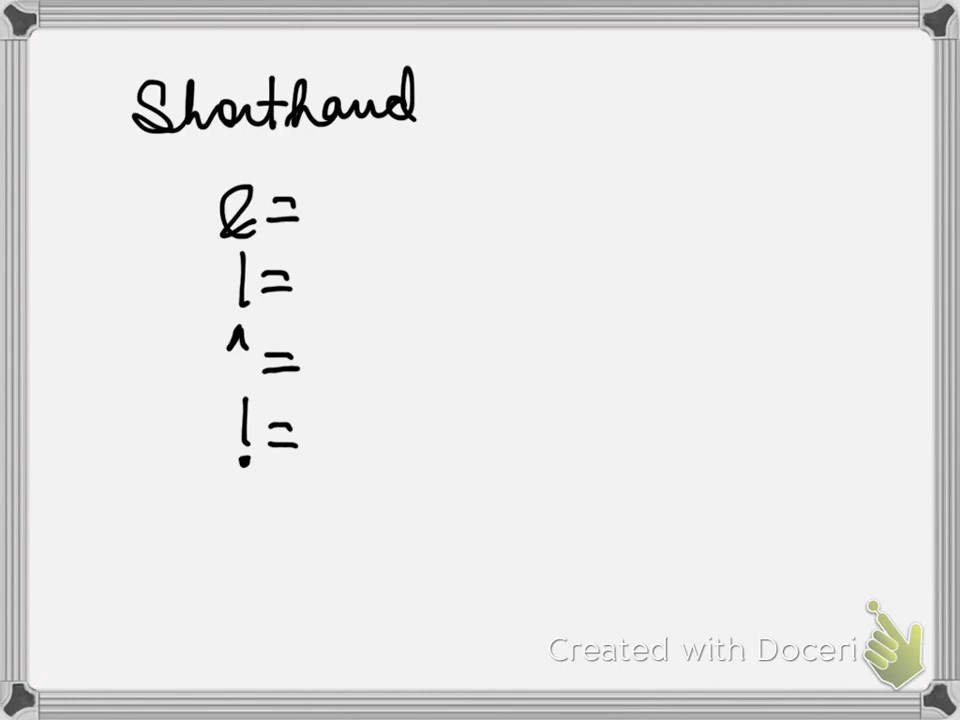 Shorthand
&=
|=
^=
!=
Created with Doceri